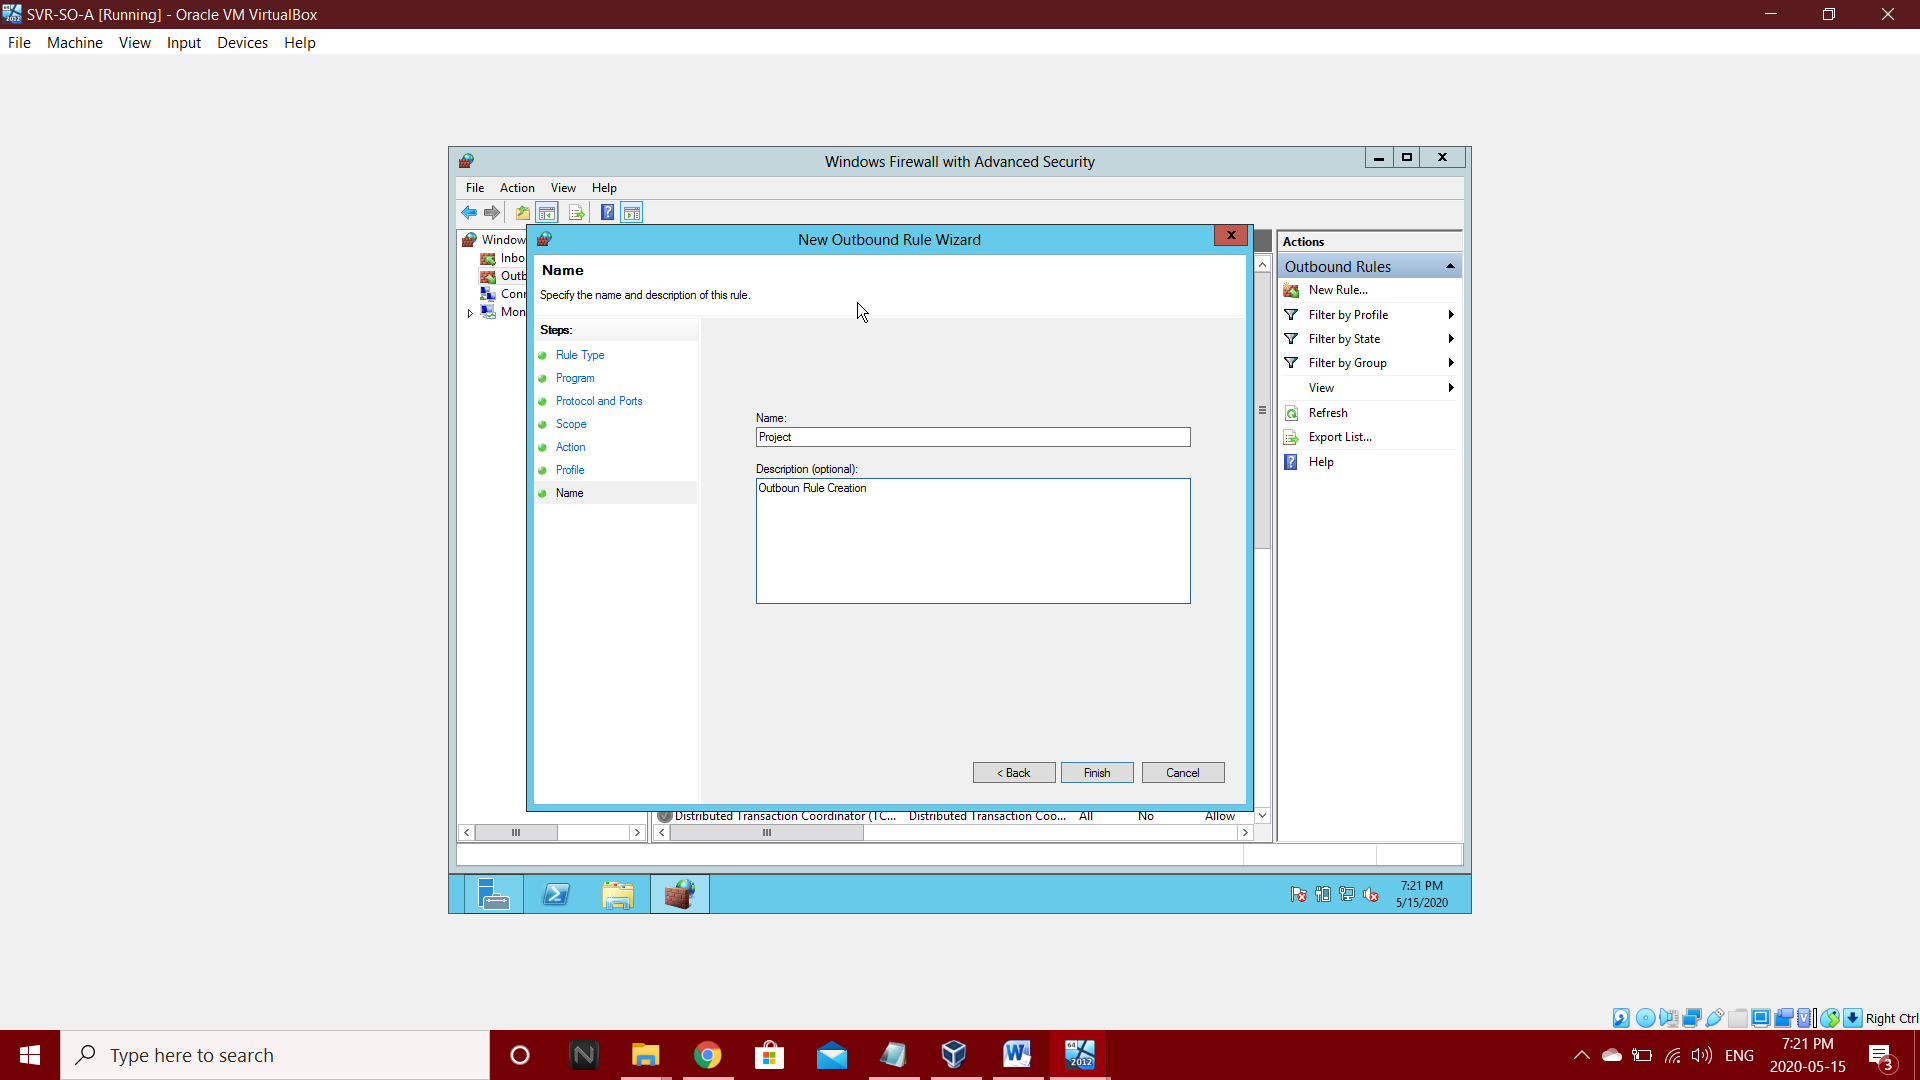 SVR-SO-A [Running] - Oracle VM VirtualBox
File Machine View Input Devices Help
Windows Firewall with Advanced Security
File Action View Help
New Outbound Rule Wizard
Name
Specify the name and description of this rule.
Steps:
Rule Type
Program
Protocol and Ports
Scope
Action
Profile
Name
Name:
Project
Description (optional):
Outboun Rule Creation
< Back Finish Cancel
Window
Inbo
Outb
Conn
Mon
Distributed Transaction Coordinator (TC... Distributed Transaction Coo... All No Allow
Actions
Outbound Rules
New Rule...
Filter by Profile
Filter by State
Filter by Group
View
Refresh
Export List...
Help
7:21 PM
5/15/2020
Right Ctrl
Type here to search
ENG
7:21 PM
2020-05-15
3